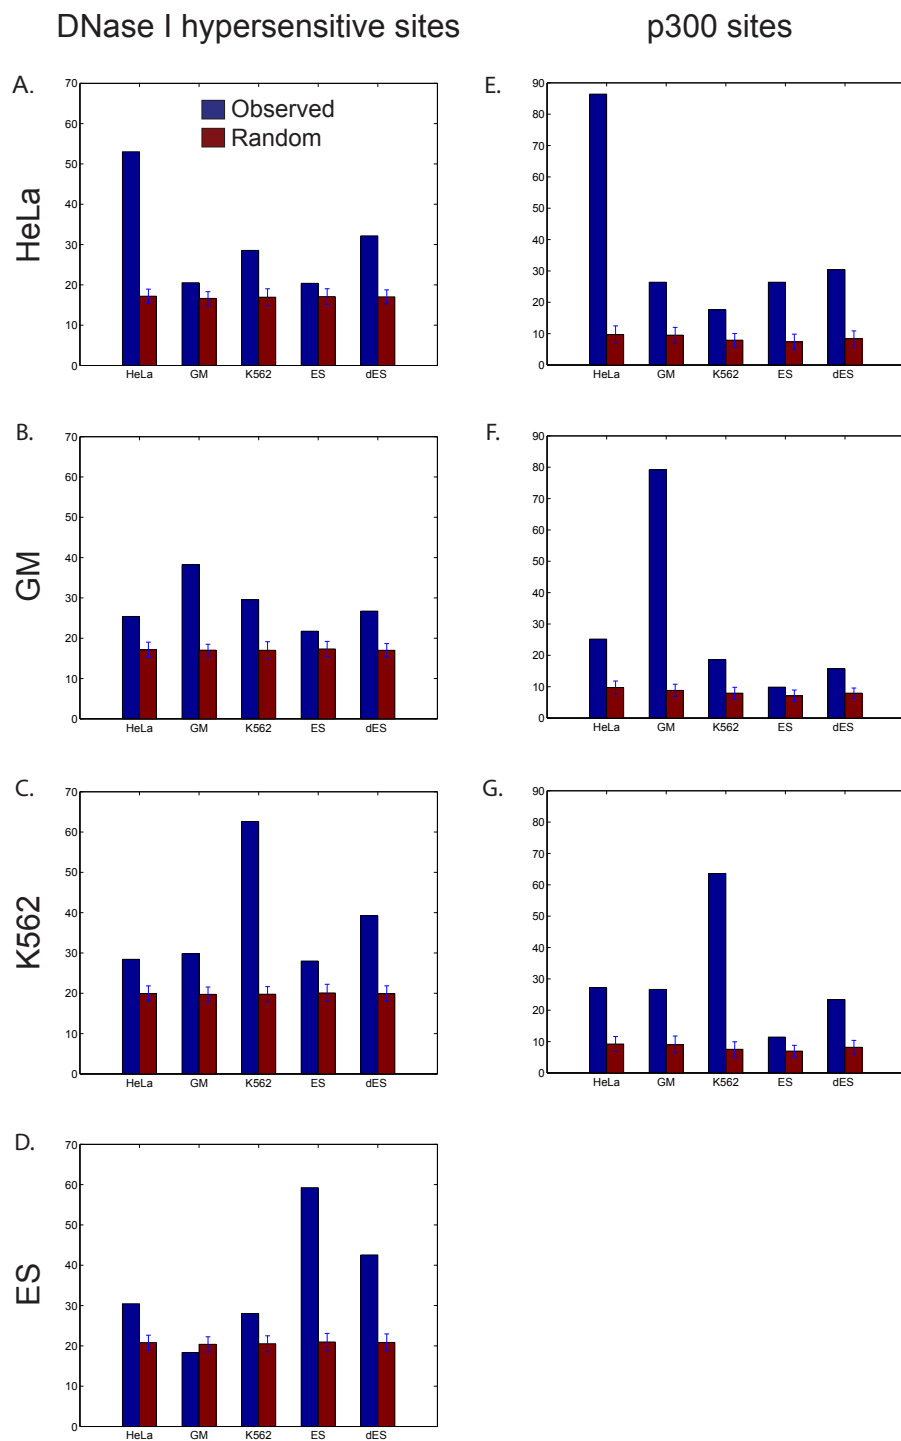 DNase I hypersensitive sites
p300 sites
A.
HeLa
70
60
50
40
30
20
10
0
Observed
Random
HeLa GM K562 ES dES
E.
90
80
70
60
50
40
30
20
10
0
HeLa GM K562 ES dES
B.
GM
70
60
50
40
30
20
10
0
HeLa GM K562 ES dES
F.
90
80
70
60
50
40
30
20
10
0
HeLa GM K562 ES dES
C.
K562
70
60
50
40
30
20
10
0
HeLa GM K562 ES dES
G.
90
80
70
60
50
40
30
20
10
0
HeLa GM K562 ES dES
D.
ES
70
60
50
40
30
20
10
0
HeLa GM K562 ES dES